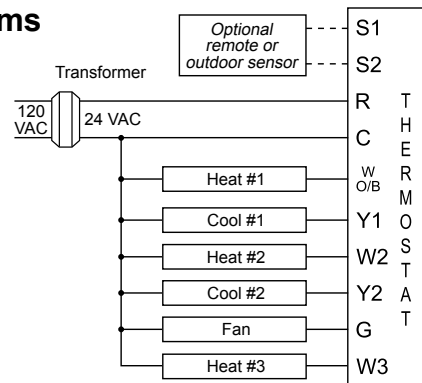 ms
Optional
remote or
outdoor sensor
S1
S2
Transformer
120
VAC
24 VAC
R
C
Heat #1
W
O/B
Cool #1
Y1
Heat #2
W2
Cool #2
Y2
Fan
G
Heat #3
W3
THERMOSTAT